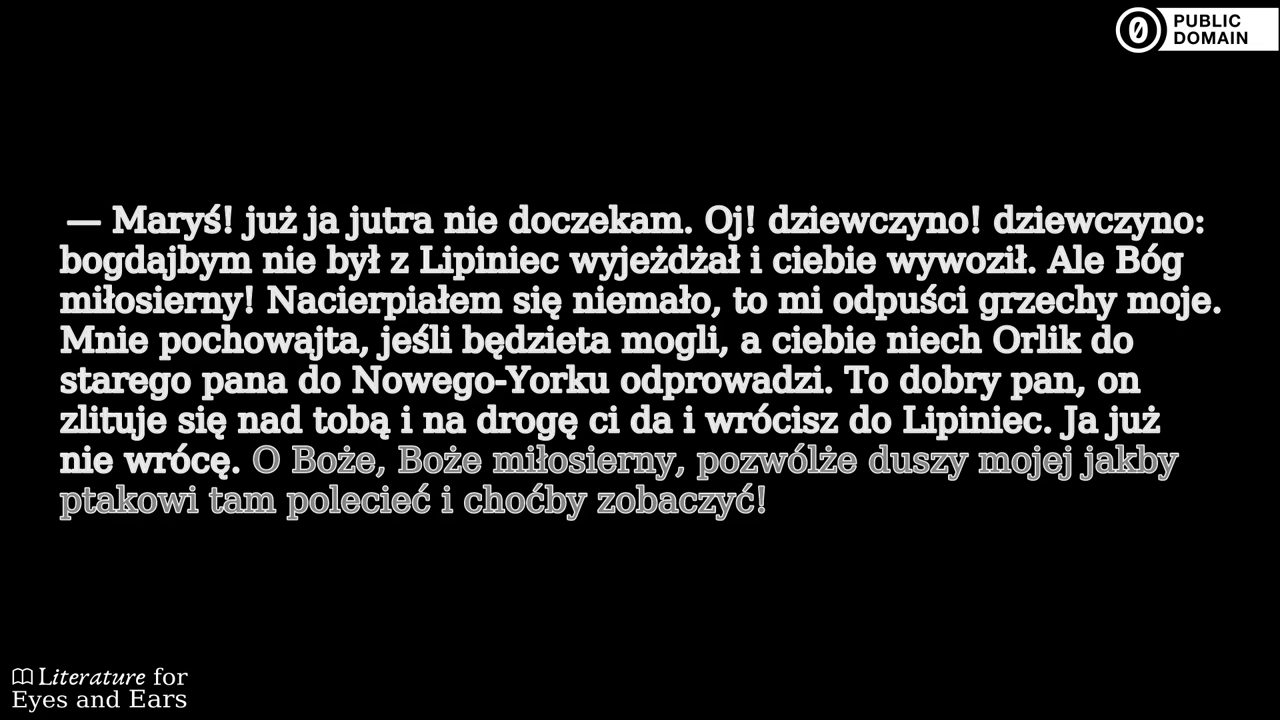 PUBLIC
DOMAIN
— Maryś! już ja jutra nie doczekam. Oj! dziewczyno! dziewczyno:
bogdajbym nie był z Lipiniec wyjeżdżał i ciebie wywoził. Ale Bóg
miłosierny! Nacierpiałem się niemało, to mi odpuści grzechy moje.
Mnie pochowajta, jeśli będzieta mogli, a ciebie niech Orlik do
starego pana do Nowego-Yorku odprowadzi. To dobry pan, on
zlituje się nad tobą i na drogę ci da i wrócisz do Lipiniec. Ja już
nie wrócę. O Boże, Boże miłosierny, pozwólże duszy mojej jakby
ptakowi tam polecieć i choćby zobaczyć!
Literature for
Eyes and Ears